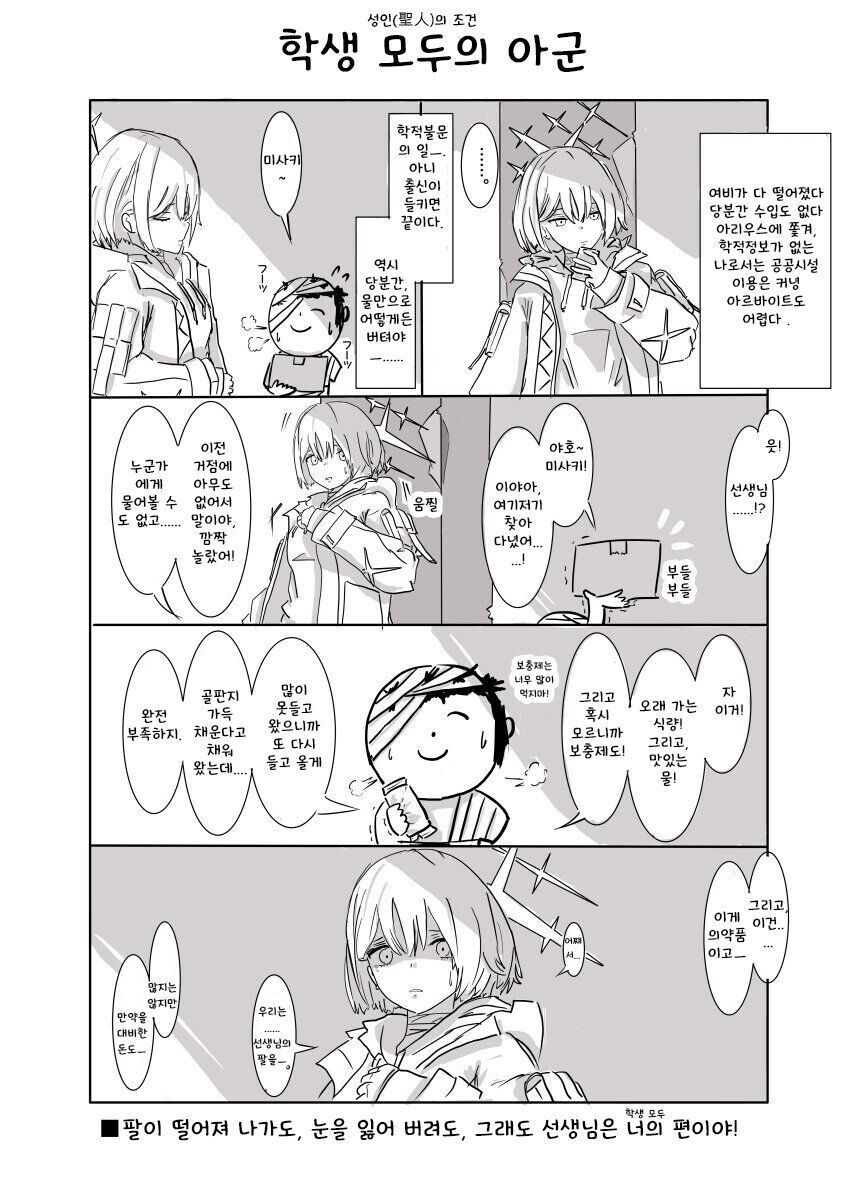 성인(聖人)의 조건
학생 모두의 아군
여비가 다 떨어졌다
당분간 수입도 없다
아리우스에 쫓겨,
학적정보가 없는
나로서는 공공시설
이용은 커녕
아르바이트도
어렵다 .
……。
학적불문
의 일ㅡ.
아니
출신이
들키면
끝이다.
역시
당분간,
물만으로
어떻게든
버텨야
ㅡ……
미사키
~
フーッ
フーッ
읏!
선생님
……!?
야호~
미사키!
이야아,
여기저기
찾아
다녔어…
…!
부들
부들
움찔
이전
거점에
아무도
없어서
말이야,
깜짝
놀랐어!
누군가
에게
물어볼 수
도 없고……
자
이거!
오래 가는
식량!
그리고,
맛있는
물!
그리고
혹시
모르니까
보충제도!
보충제는
너무 많이
먹지마!
많이
못들고
왔으니까
또 다시
들고 올게
골판지
가득
채운다고
채워
왔는데....
완전
부족하지.
그리고,
이건..
…
이게
의약품
이고ㅡ
어째
서…
우리는
……
선생님의
팔을ㅡ。
많지는
않지만
만약을
대비한
돈도ㅡ
학생 모두
■팔이 떨어져 나가도, 눈을 잃어 버려도, 그래도 선생님은 너의 편이야!